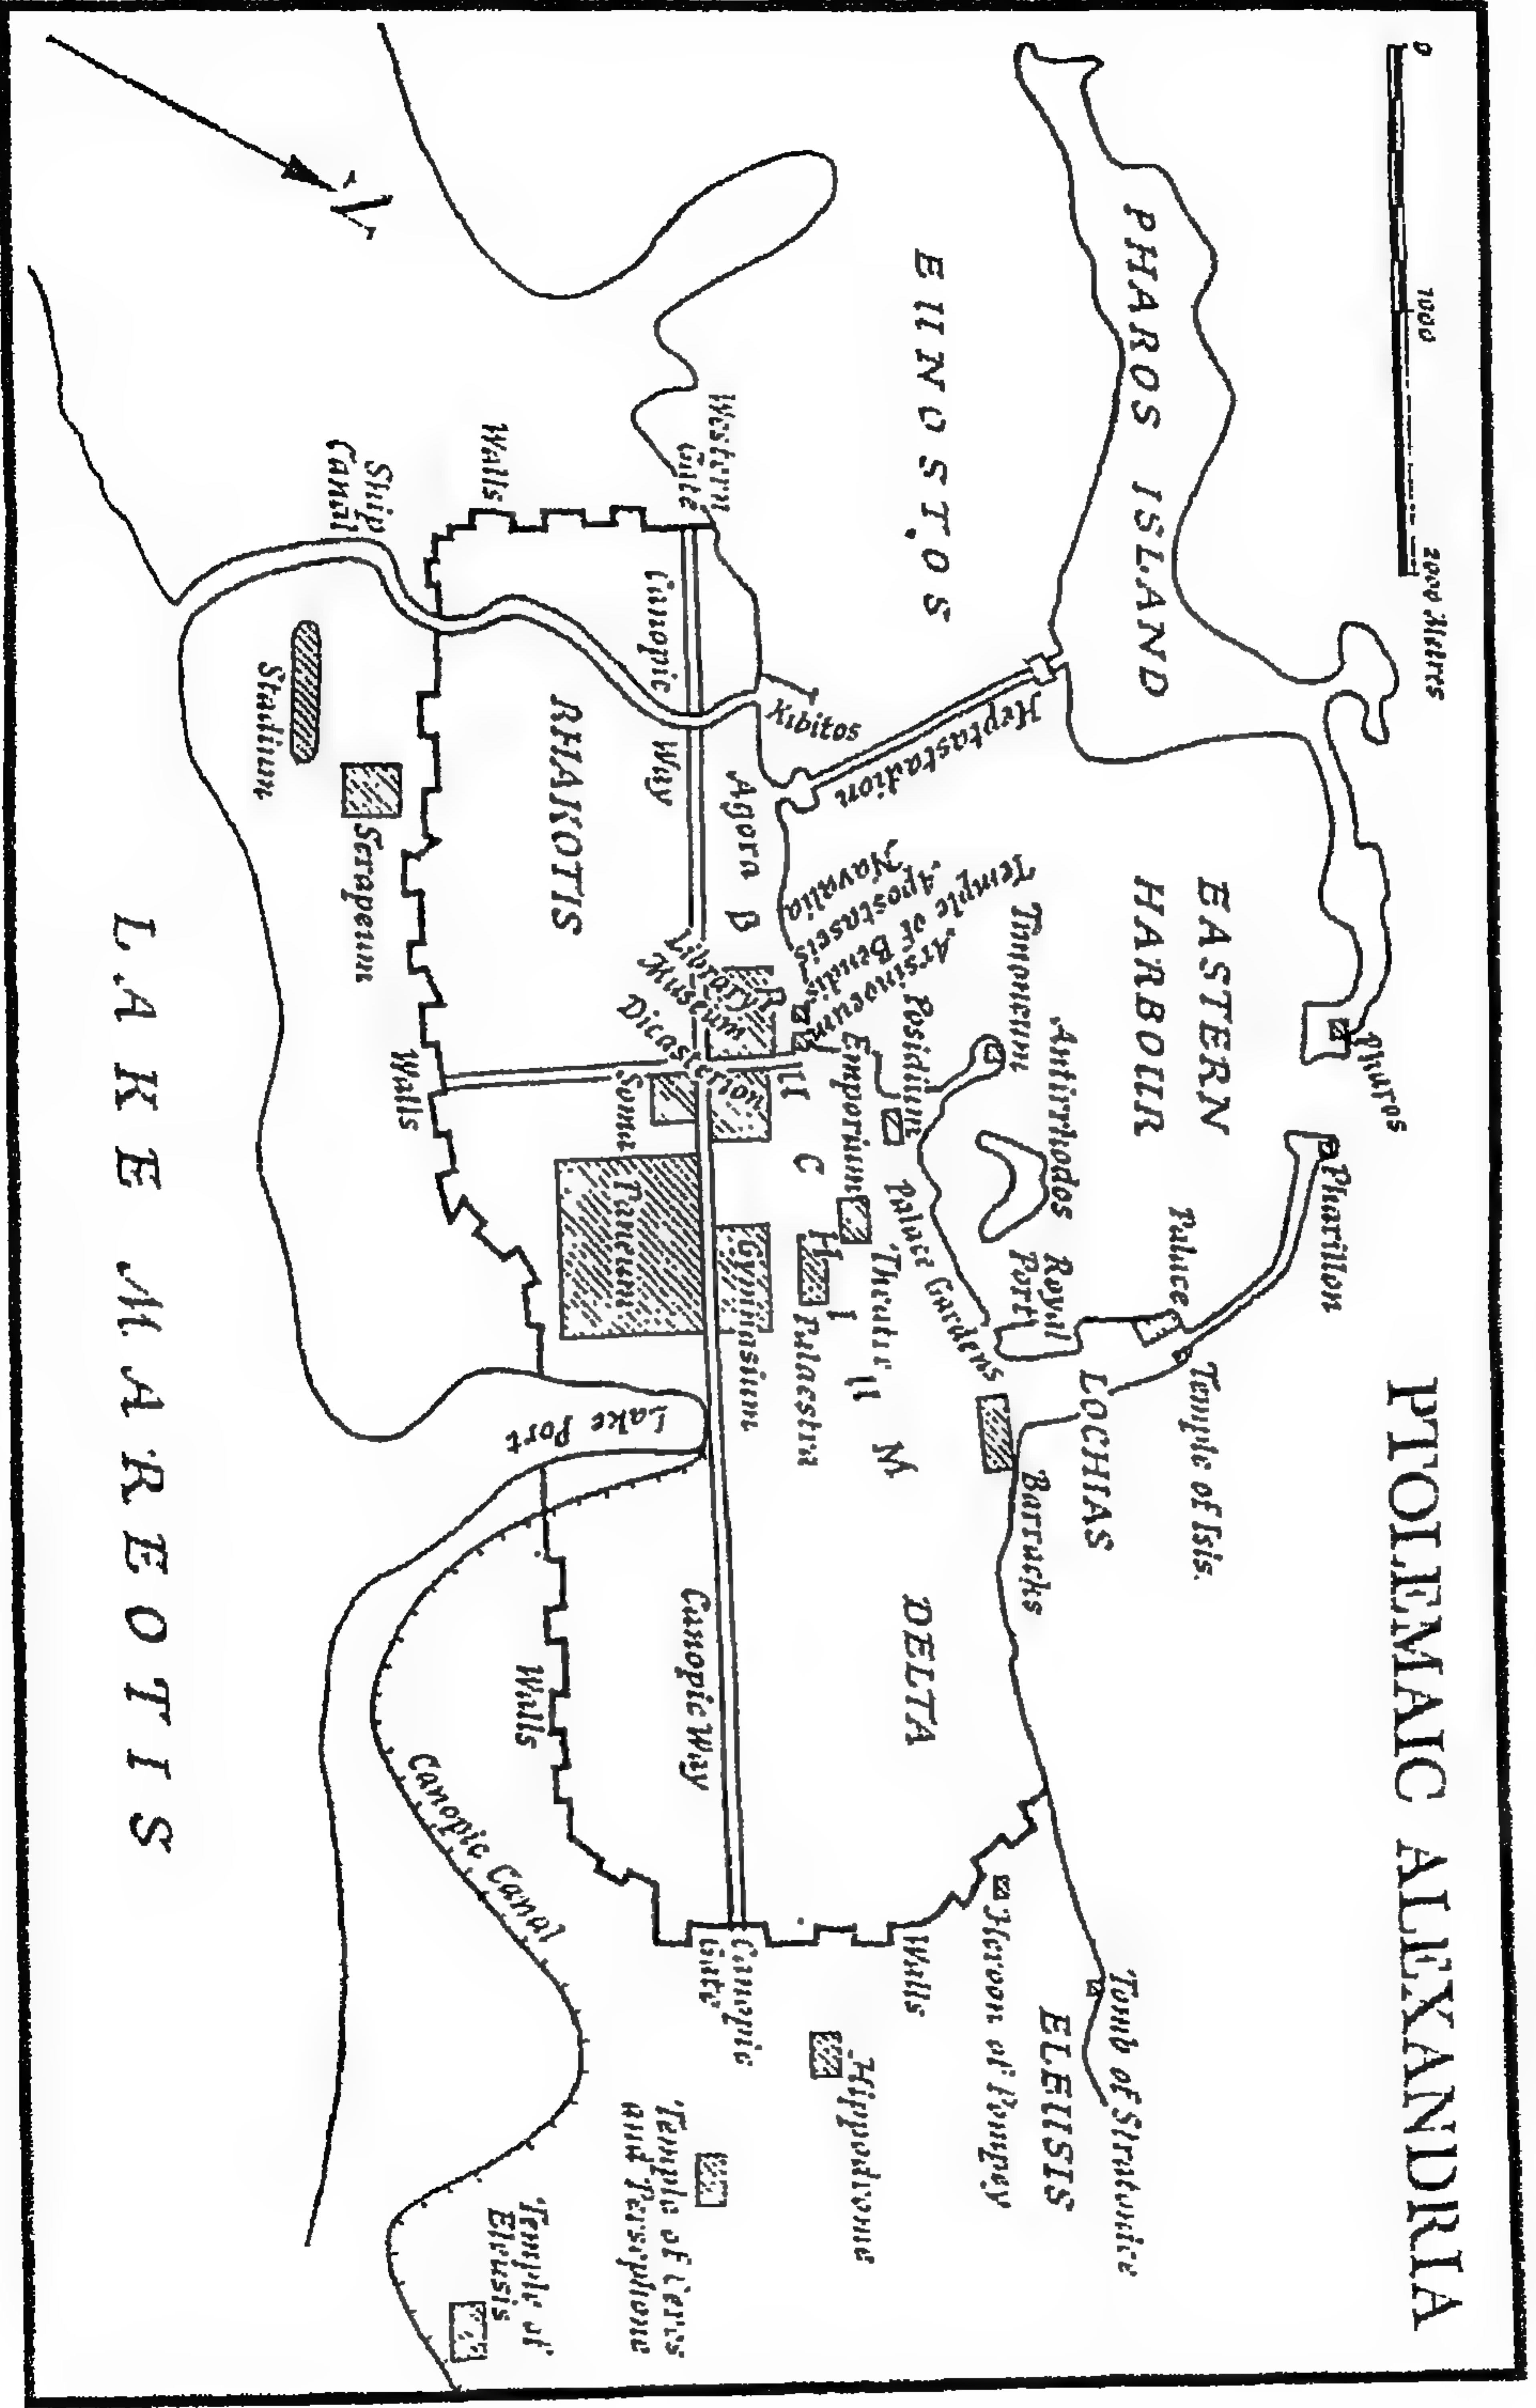 PTOLEMAIC ALEXANDRIA
0 1000 2000 Metres
N
PHAROS ISLAND
Pharos
Pharillon
EUNOSTOS
EASTERN
HARBOUR
Palace
Temple of Isis.
Heptastadion
Timoneum
Antirrhodos
Royal
Port
LOCHIAS
Barracks
Tomb of Stratonice
ELEUSIS
Kibitos
Navalia
Apostaseis
Temple of Bendis
Arsinoeum
Posidium
Emporium
Palace Gardens
Theatre
DELTA
Heroon of Pompey
Walls
Western
Gate
Agora
B R U C H I U M
Library
Museum
Dicasterion
Gymnasium
Palaestra
Hippodrome
Canopic
Way
Canopic Way
Canopic
Gate
Soma
Paneum
RHAKOTIS
Walls
Temple of Ceres
and Persephone
Ship
Canal
Serapeum
Stadium
Walls
Lake Port
Walls
Canopic Canal
Temple of
Eleusis
LAKE MAREOTIS